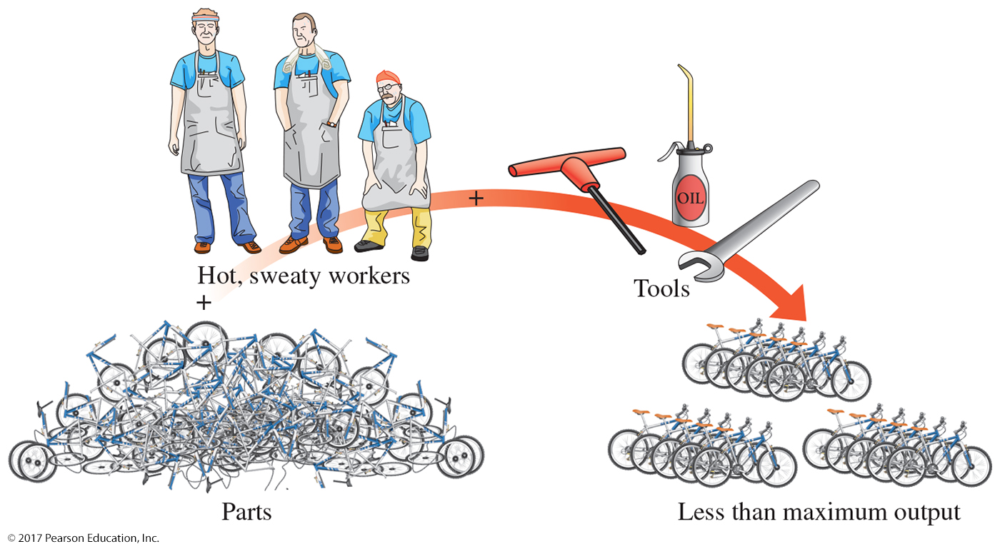 OIL
Hot, sweaty workers
+
Tools
+
Parts
Less than maximum output
© 2017 Pearson Education, Inc.